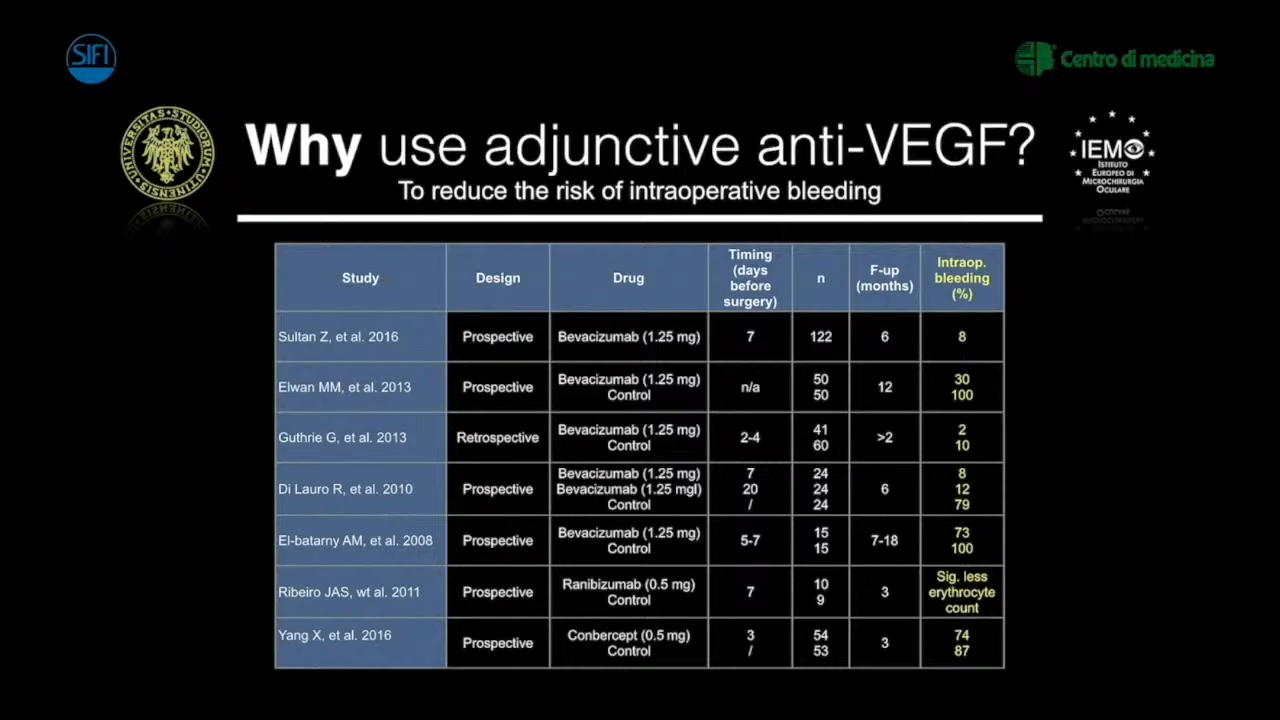 SIFI
Centro di medicina
UNIVERSITAS · STUDIORUM · UTINENSIS
Why use adjunctive anti-VEGF?
To reduce the risk of intraoperative bleeding
IEMO
ISTITUTO
EUROPEO DI
MICROCHIRURGIA
OCULARE
Study Design Drug Timing (days before surgery) n F-up (months) Intraop. bleeding (%)
Sultan Z, et al. 2016 Prospective Bevacizumab (1.25 mg) 7 122 6 8
Elwan MM, et al. 2013 Prospective Bevacizumab (1.25 mg) n/a 50 12 30
Control 50 100
Guthrie G, et al. 2013 Retrospective Bevacizumab (1.25 mg) 2-4 41 >2 2
Control 60 10
Di Lauro R, et al. 2010 Prospective Bevacizumab (1.25 mg) 7 24 6 8
Bevacizumab (1.25 mgl) 20 24 12
Control / 24 79
El-batarny AM, et al. 2008 Prospective Bevacizumab (1.25 mg) 5-7 15 7-18 73
Control 15 100
Ribeiro JAS, wt al. 2011 Prospective Ranibizumab (0.5 mg) 7 10 3 Sig. less erythrocyte count
Control 9
Yang X, et al. 2016 Prospective Conbercept (0.5 mg) 3 54 3 74
Control / 53 87